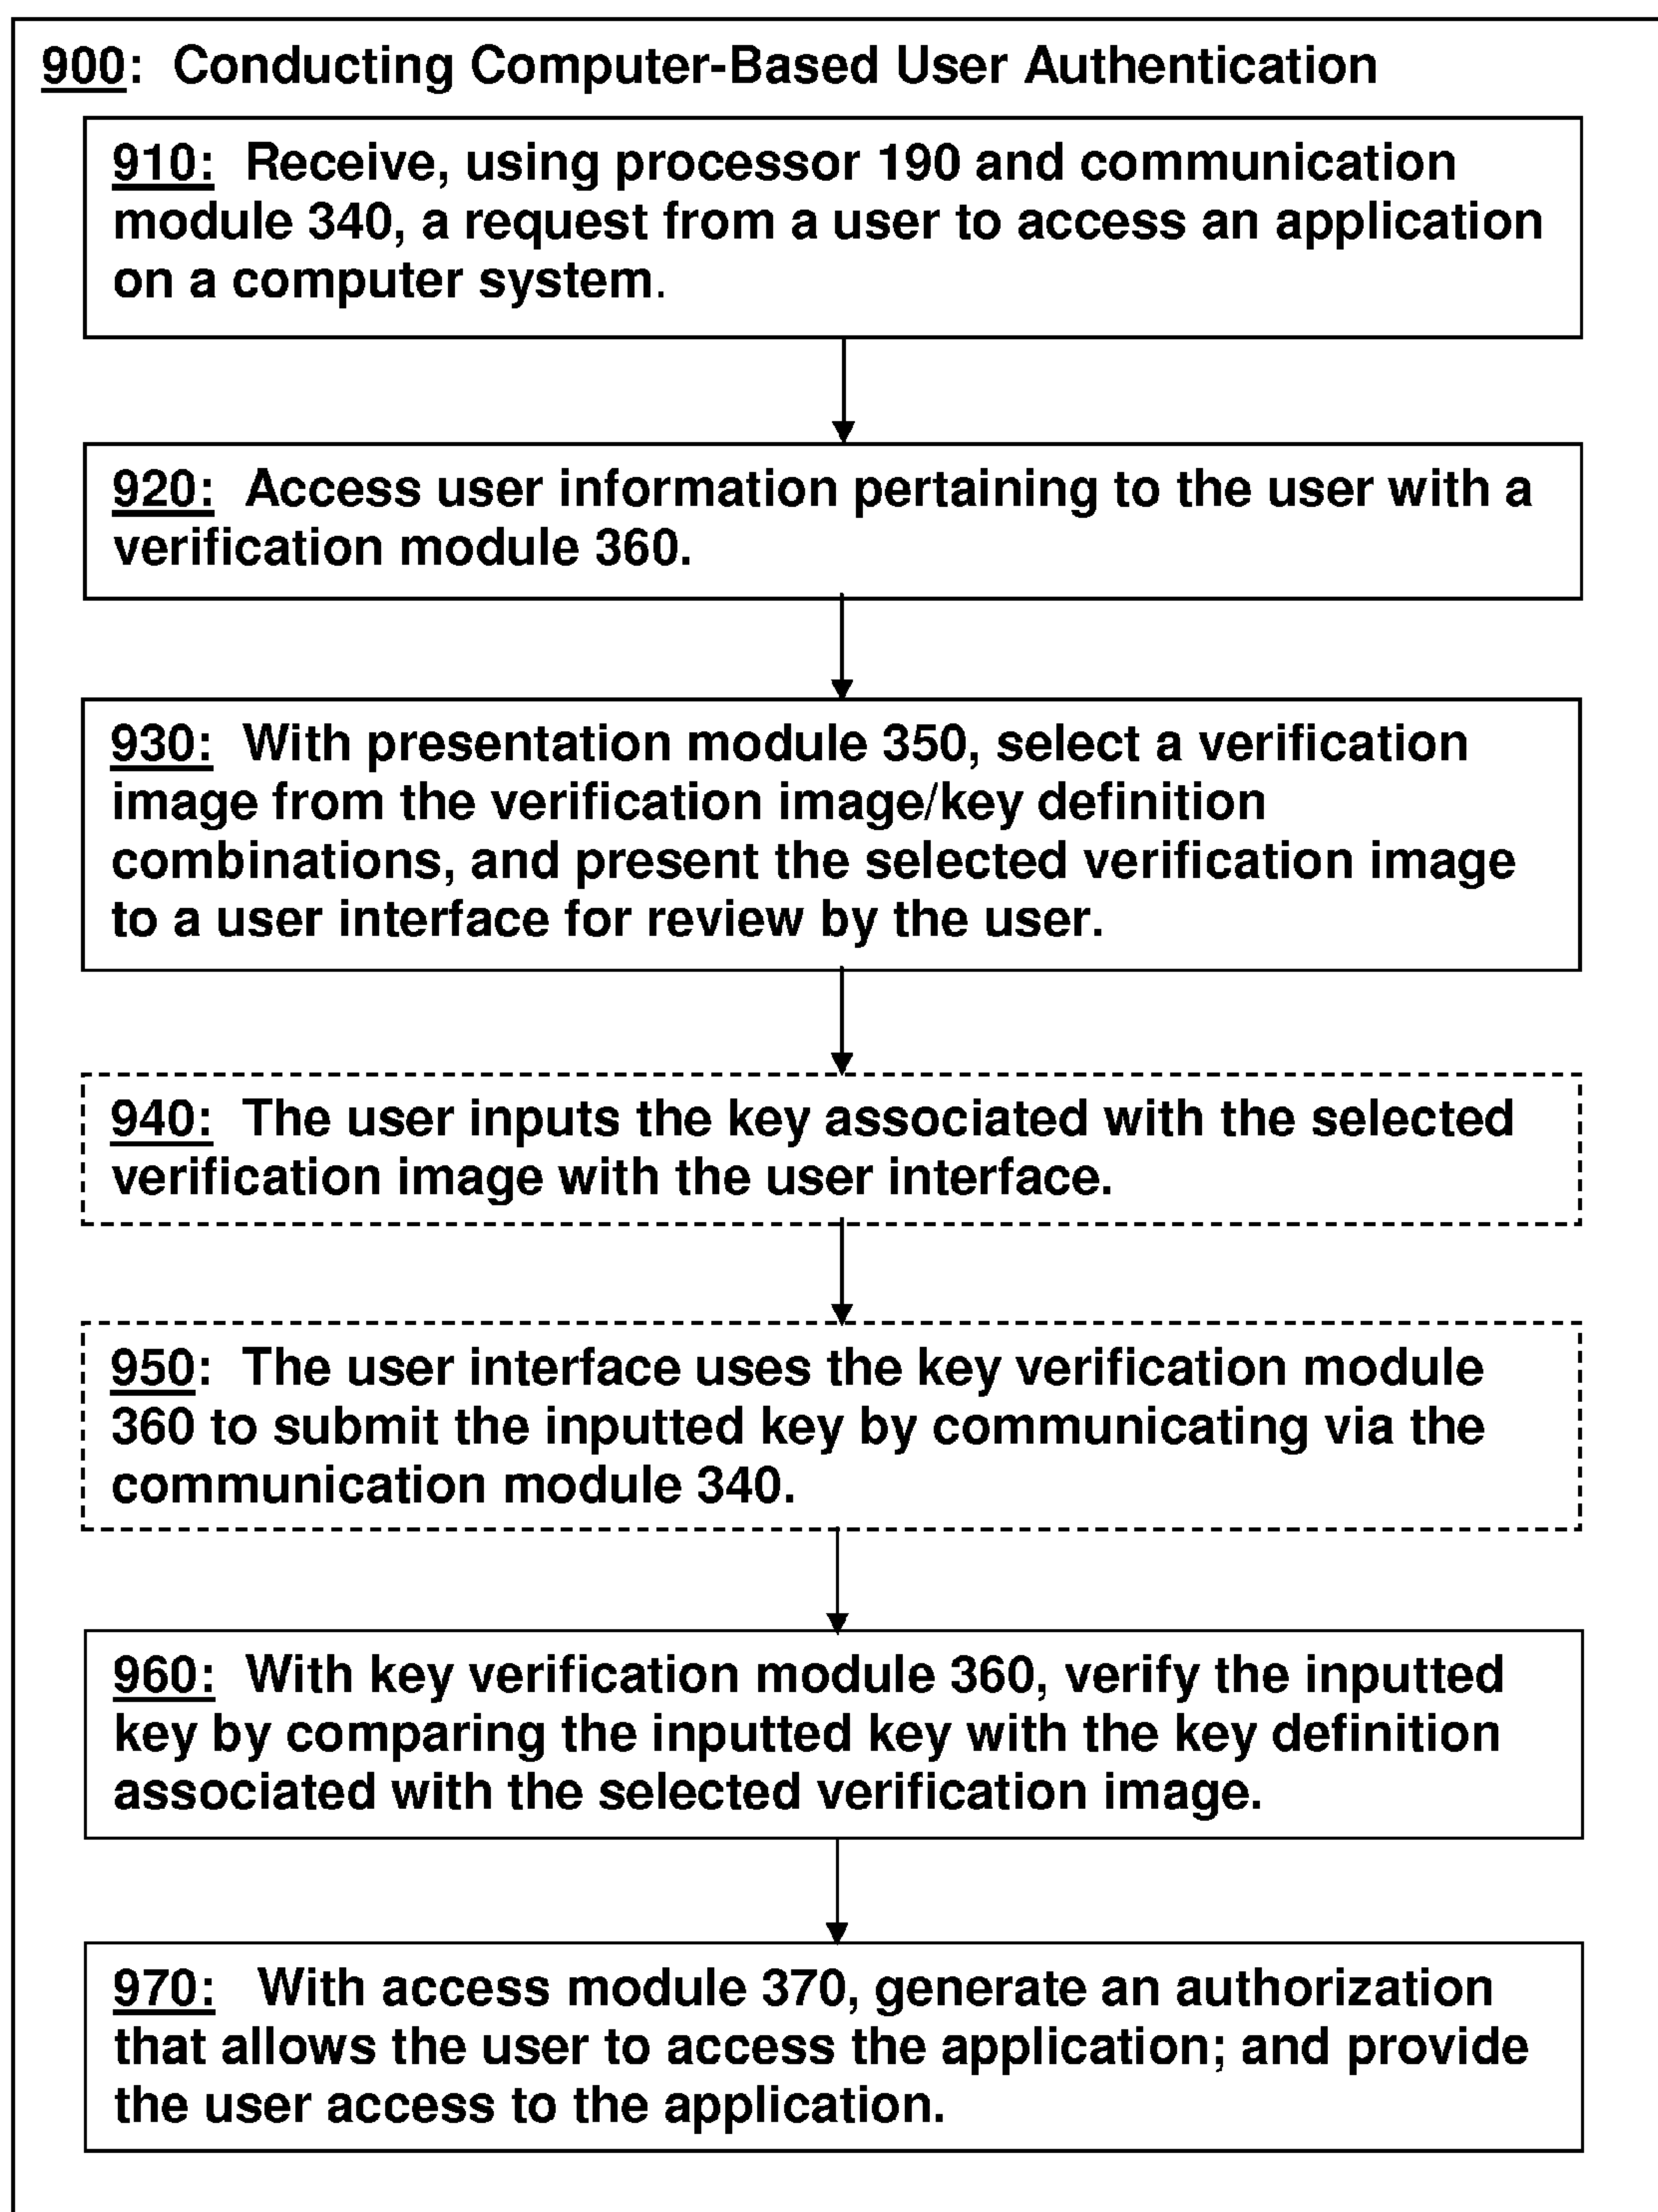 900: Conducting Computer-Based User Authentication
910: Receive, using processor 190 and communication
module 340, a request from a user to access an application
on a computer system.
920: Access user information pertaining to the user with a
verification module 360.
930: With presentation module 350, select a verification
image from the verification image/key definition
combinations, and present the selected verification image
to a user interface for review by the user.
940: The user inputs the key associated with the selected
verification image with the user interface.
950: The user interface uses the key verification module
360 to submit the inputted key by communicating via the
communication module 340.
960: With key verification module 360, verify the inputted
key by comparing the inputted key with the key definition
associated with the selected verification image.
970: With access module 370, generate an authorization
that allows the user to access the application; and provide
the user access to the application.